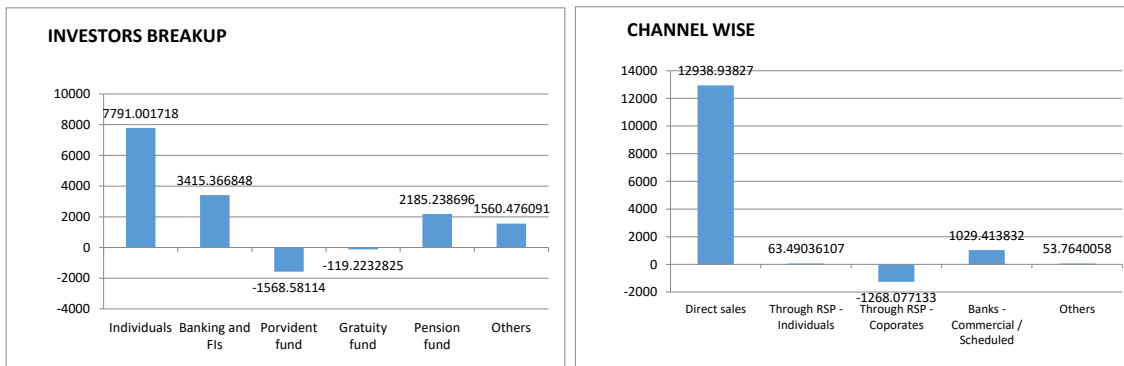 INVESTORS BREAKUP
10000
8000
6000
4000
2000
0
-2000
-4000
7791.001718
3415.366848
-1568.58114
-119.2232825
2185.238696
1560.476091
Individuals
Banking and
FIs
Porvident
fund
Gratuity
fund
Pension
fund
Others
CHANNEL WISE
14000
12000
10000
8000
6000
4000
2000
0
-2000
12938.93827
63.49036107
-1268.077133
1029.413832
53.7640058
Direct sales
Through RSP -
Individuals
Through RSP -
Coporates
Banks -
Commercial /
Scheduled
Others